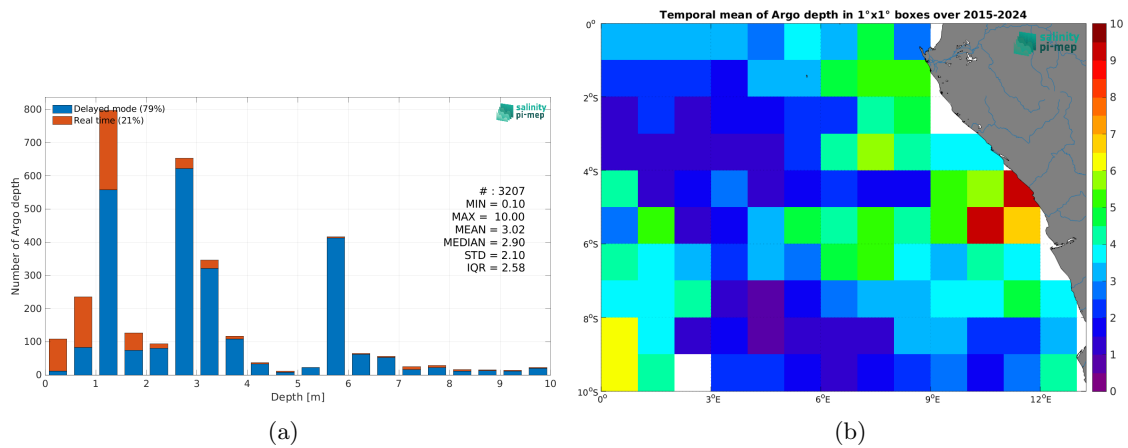 Delayed mode (79%)
Real time (21%)
salinity
pi-mep
800
700
600
500
400
300
200
100
0
Number of Argo depth
# : 3207
MIN = 0.10
MAX = 10.00
MEAN = 3.02
MEDIAN = 2.90
STD = 2.10
IQR = 2.58
0 1 2 3 4 5 6 7 8 9 10
Depth [m]
(a)
Temporal mean of Argo depth in 1°x1° boxes over 2015-2024
salinity
pi-mep
0°
2°S
4°S
6°S
8°S
10°S
0° 3°E 6°E 9°E 12°E
10
9
8
7
6
5
4
3
2
1
0
(b)